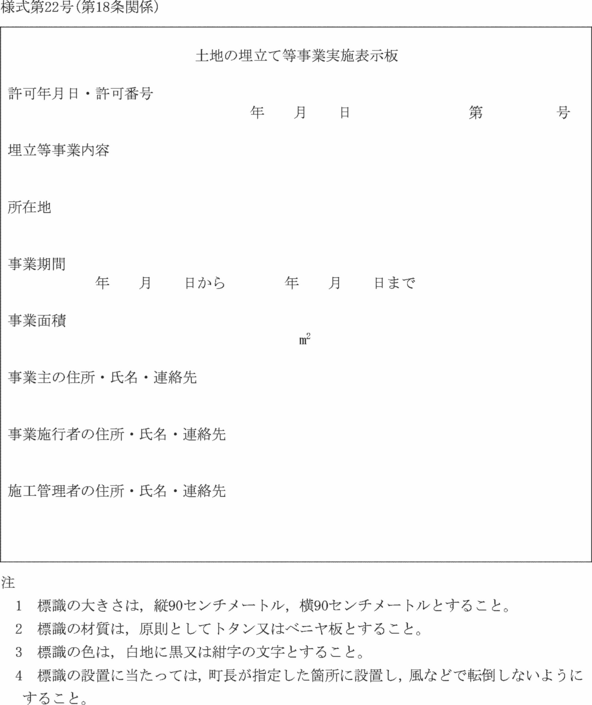 様式第22号(第18条関係)
土地の埋立て等事業実施表示板
許可年月日・許可番号
年　月　日　　　第　　　号
埋立等事業内容
所在地
事業期間
年　月　日から　　　年　月　日まで
事業面積
m²
事業主の住所・氏名・連絡先
事業施行者の住所・氏名・連絡先
施工管理者の住所・氏名・連絡先
注
1　標識の大きさは，縦90センチメートル，横90センチメートルとすること。
2　標識の材質は，原則としてトタン又はベニヤ板とすること。
3　標識の色は，白地に黒又は紺字の文字とすること。
4　標識の設置に当たっては，町長が指定した箇所に設置し，風などで転倒しないように
すること。